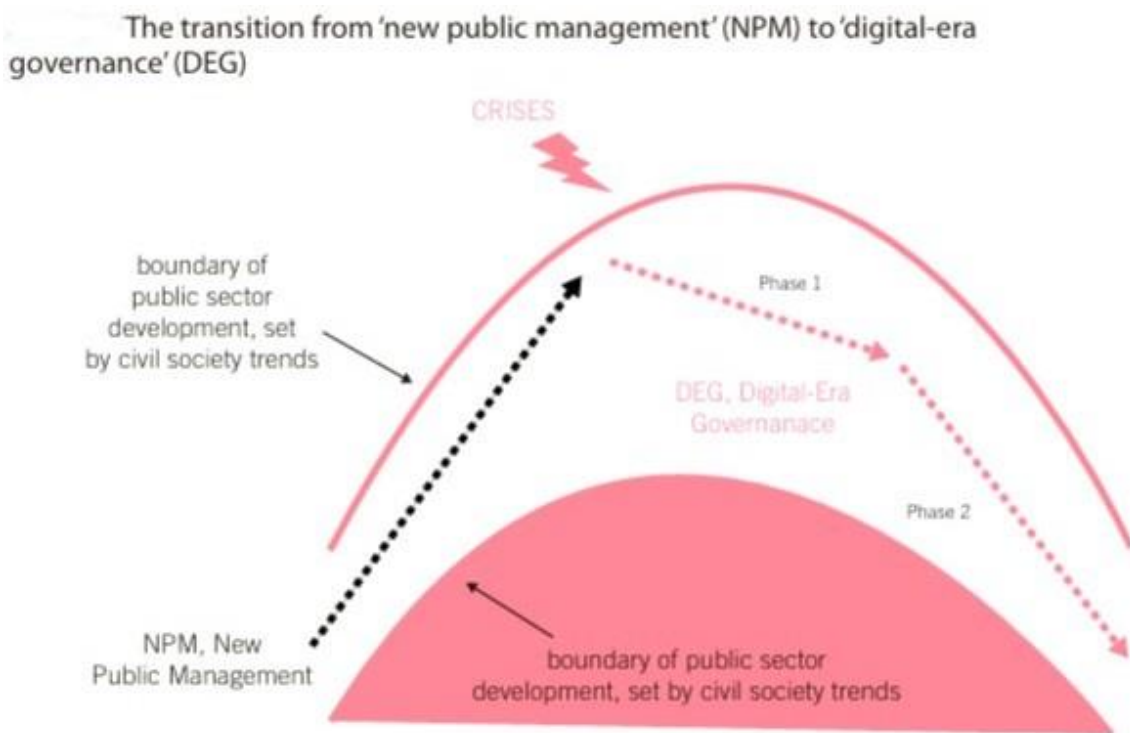 The transition from 'new public management' (NPM) to 'digital-era
governance' (DEG)
CRISES
boundary of
public sector
development, set
by civil society trends
Phase 1
DEG, Digital-Era
Governanace
Phase 2
NPM, New
Public Management
boundary of public sector
development, set by civil society trends